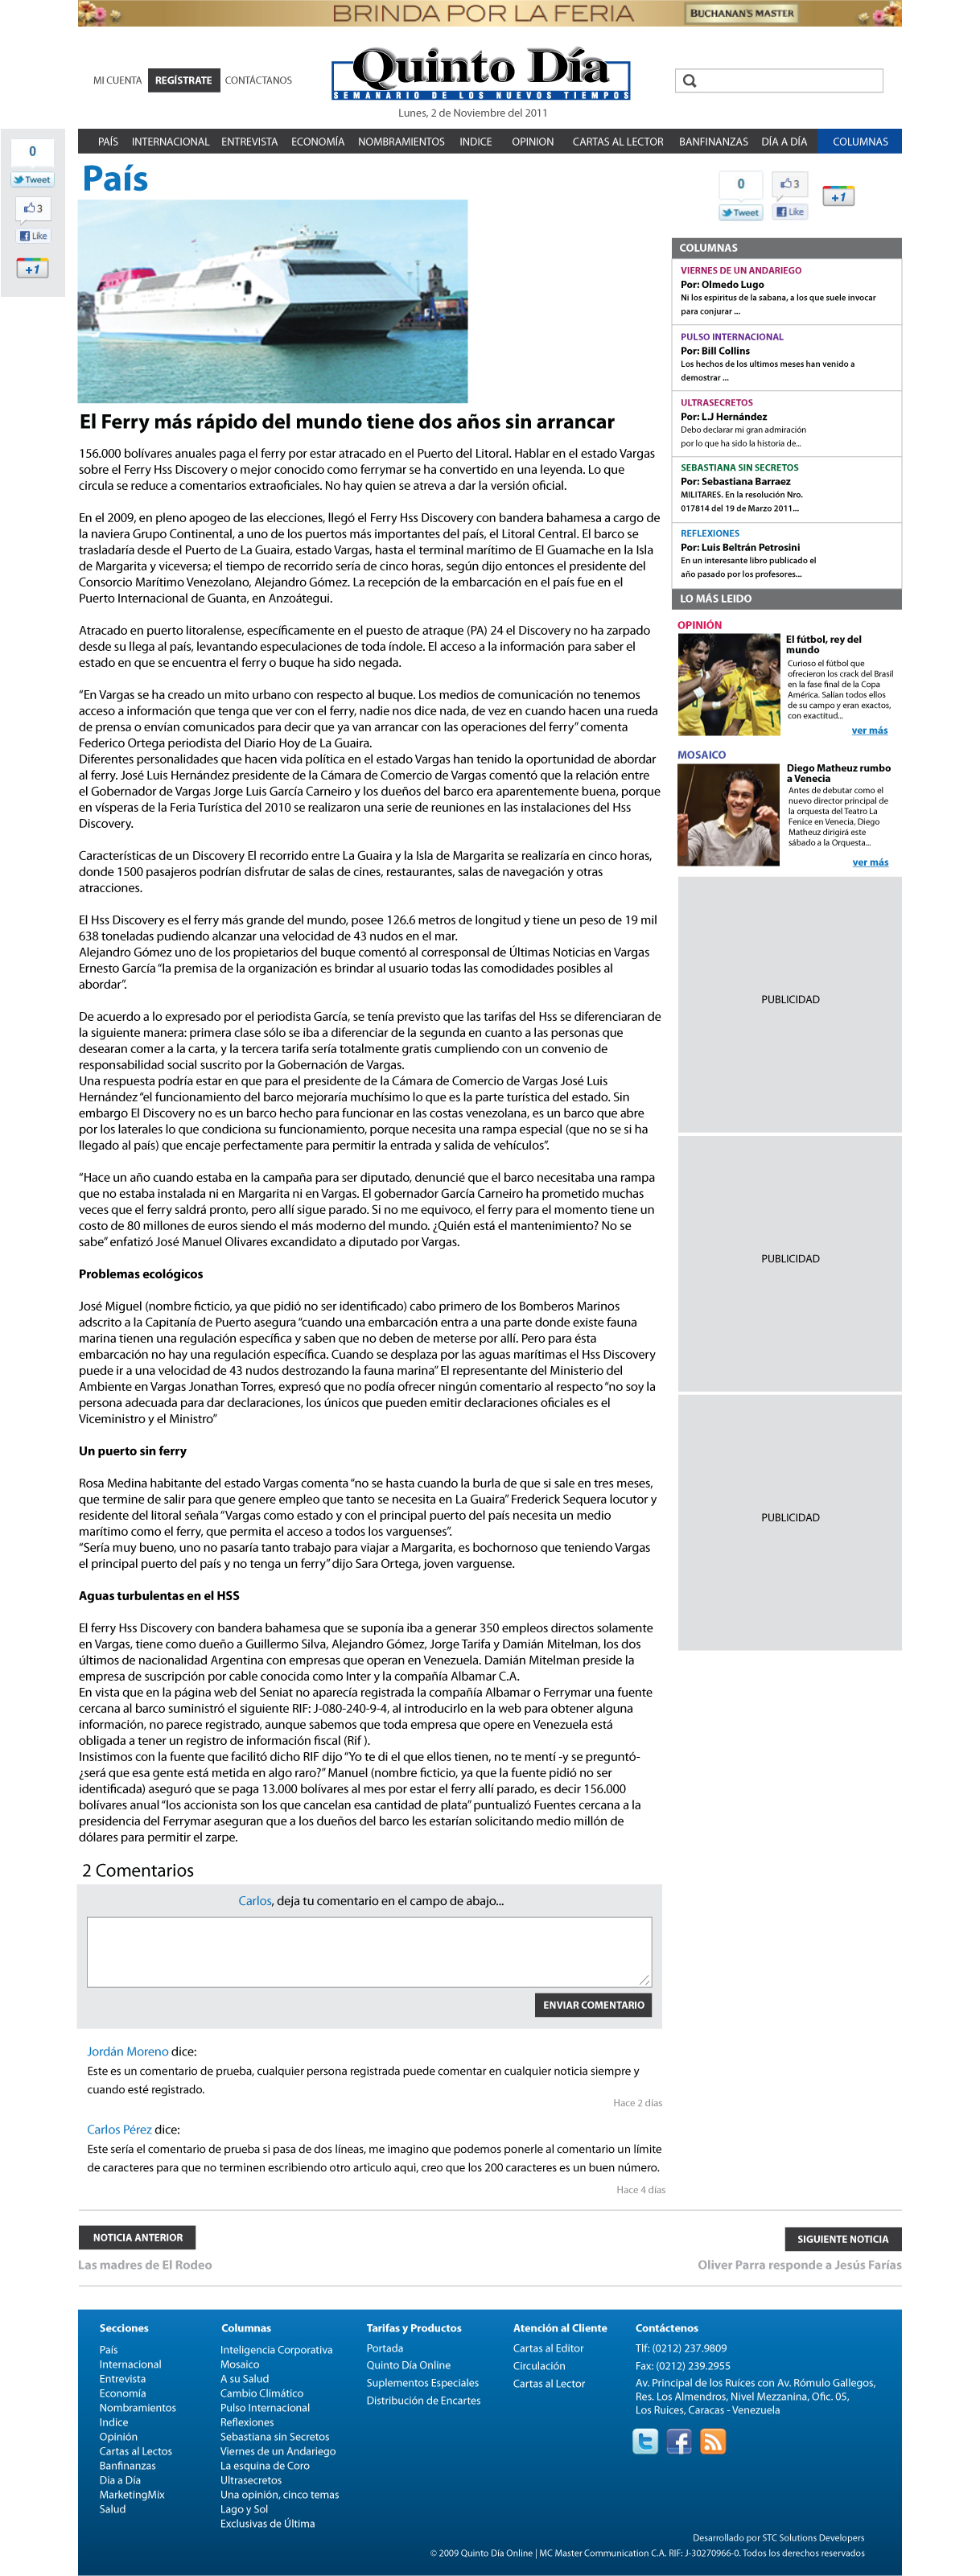 BRINDA POR LA FERIA
BUCHANAN'S MASTER
MI CUENTA
REGÍSTRATE
CONTÁCTANOS
Quinto Día
SEMANARIO DE LOS NUEVOS TIEMPOS
Lunes, 2 de Noviembre del 2011
PAÍS INTERNACIONAL ENTREVISTA ECONOMÍA NOMBRAMIENTOS INDICE OPINION CARTAS AL LECTOR BANFINANZAS DÍA A DÍA COLUMNAS
0
Tweet
3
Like
+1
País
El Ferry más rápido del mundo tiene dos años sin arrancar
156.000 bolívares anuales paga el ferry por estar atracado en el Puerto del Litoral. Hablar en el estado Vargas
sobre el Ferry Hss Discovery o mejor conocido como ferrymar se ha convertido en una leyenda. Lo que
circula se reduce a comentarios extraoficiales. No hay quien se atreva a dar la versión oficial.
En el 2009, en pleno apogeo de las elecciones, llegó el Ferry Hss Discovery con bandera bahamesa a cargo de
la naviera Grupo Continental, a uno de los puertos más importantes del país, el Litoral Central. El barco se
trasladaría desde el Puerto de La Guaira, estado Vargas, hasta el terminal marítimo de El Guamache en la Isla
de Margarita y viceversa; el tiempo de recorrido sería de cinco horas, según dijo entonces el presidente del
Consorcio Marítimo Venezolano, Alejandro Gómez. La recepción de la embarcación en el país fue en el
Puerto Internacional de Guanta, en Anzoátegui.
Atracado en puerto litoralense, específicamente en el puesto de atraque (PA) 24 el Discovery no ha zarpado
desde su llega al país, levantando especulaciones de toda índole. El acceso a la información para saber el
estado en que se encuentra el ferry o buque ha sido negada.
“En Vargas se ha creado un mito urbano con respecto al buque. Los medios de comunicación no tenemos
acceso a información que tenga que ver con el ferry, nadie nos dice nada, de vez en cuando hacen una rueda
de prensa o envían comunicados para decir que ya van arrancar con las operaciones del ferry” comenta
Federico Ortega periodista del Diario Hoy de La Guaira.
Diferentes personalidades que hacen vida política en el estado Vargas han tenido la oportunidad de abordar
al ferry. José Luis Hernández presidente de la Cámara de Comercio de Vargas comentó que la relación entre
el Gobernador de Vargas Jorge Luis García Carneiro y los dueños del barco era aparentemente buena, porque
en vísperas de la Feria Turística del 2010 se realizaron una serie de reuniones en las instalaciones del Hss
Discovery.
Características de un Discovery El recorrido entre La Guaira y la Isla de Margarita se realizaría en cinco horas,
donde 1500 pasajeros podrían disfrutar de salas de cines, restaurantes, salas de navegación y otras
atracciones.
El Hss Discovery es el ferry más grande del mundo, posee 126.6 metros de longitud y tiene un peso de 19 mil
638 toneladas pudiendo alcanzar una velocidad de 43 nudos en el mar.
Alejandro Gómez uno de los propietarios del buque comentó al corresponsal de Últimas Noticias en Vargas
Ernesto García “la premisa de la organización es brindar al usuario todas las comodidades posibles al
abordar”.
De acuerdo a lo expresado por el periodista García, se tenía previsto que las tarifas del Hss se diferenciaran de
la siguiente manera: primera clase sólo se iba a diferenciar de la segunda en cuanto a las personas que
desearan comer a la carta, y la tercera tarifa sería totalmente gratis cumpliendo con un convenio de
responsabilidad social suscrito por la Gobernación de Vargas.
Una respuesta podría estar en que para el presidente de la Cámara de Comercio de Vargas José Luis
Hernández “el funcionamiento del barco mejoraría muchísimo lo que es la parte turística del estado. Sin
embargo El Discovery no es un barco hecho para funcionar en las costas venezolana, es un barco que abre
por los laterales lo que condiciona su funcionamiento, porque necesita una rampa especial (que no se si ha
llegado al país) que encaje perfectamente para permitir la entrada y salida de vehículos”.
“Hace un año cuando estaba en la campaña para ser diputado, denuncié que el barco necesitaba una rampa
que no estaba instalada ni en Margarita ni en Vargas. El gobernador García Carneiro ha prometido muchas
veces que el ferry saldrá pronto, pero allí sigue parado. Si no me equivoco, el ferry para el momento tiene un
costo de 80 millones de euros siendo el más moderno del mundo. ¿Quién está el mantenimiento? No se
sabe” enfatizó José Manuel Olivares excandidato a diputado por Vargas.
Problemas ecológicos
José Miguel (nombre ficticio, ya que pidió no ser identificado) cabo primero de los Bomberos Marinos
adscrito a la Capitanía de Puerto asegura “cuando una embarcación entra a una parte donde existe fauna
marina tienen una regulación específica y saben que no deben de meterse por allí. Pero para ésta
embarcación no hay una regulación específica. Cuando se desplaza por las aguas marítimas el Hss Discovery
puede ir a una velocidad de 43 nudos destrozando la fauna marina” El representante del Ministerio del
Ambiente en Vargas Jonathan Torres, expresó que no podía ofrecer ningún comentario al respecto “no soy la
persona adecuada para dar declaraciones, los únicos que pueden emitir declaraciones oficiales es el
Viceministro y el Ministro”
Un puerto sin ferry
Rosa Medina habitante del estado Vargas comenta “no se hasta cuando la burla de que si sale en tres meses,
que termine de salir para que genere empleo que tanto se necesita en La Guaira” Frederick Sequera locutor y
residente del litoral señala “Vargas como estado y con el principal puerto del país necesita un medio
marítimo como el ferry, que permita el acceso a todos los varguenses”.
“Sería muy bueno, uno no pasaría tanto trabajo para viajar a Margarita, es bochornoso que teniendo Vargas
el principal puerto del país y no tenga un ferry” dijo Sara Ortega, joven varguense.
Aguas turbulentas en el HSS
El ferry Hss Discovery con bandera bahamesa que se suponía iba a generar 350 empleos directos solamente
en Vargas, tiene como dueño a Guillermo Silva, Alejandro Gómez, Jorge Tarifa y Damián Mitelman, los dos
últimos de nacionalidad Argentina con empresas que operan en Venezuela. Damián Mitelman preside la
empresa de suscripción por cable conocida como Inter y la compañía Albamar C.A.
En vista que en la página web del Seniat no aparecía registrada la compañía Albamar o Ferrymar una fuente
cercana al barco suministró el siguiente RIF: J-080-240-9-4, al introducirlo en la web para obtener alguna
información, no parece registrado, aunque sabemos que toda empresa que opere en Venezuela está
obligada a tener un registro de información fiscal (Rif ).
Insistimos con la fuente que facilitó dicho RIF dijo “Yo te di el que ellos tienen, no te mentí -y se preguntó-
¿será que esa gente está metida en algo raro?” Manuel (nombre ficticio, ya que la fuente pidió no ser
identificada) aseguró que se paga 13.000 bolívares al mes por estar el ferry allí parado, es decir 156.000
bolívares anual “los accionista son los que cancelan esa cantidad de plata” puntualizó Fuentes cercana a la
presidencia del Ferrymar aseguran que a los dueños del barco les estarían solicitando medio millón de
dólares para permitir el zarpe.
0
Tweet
3
Like
+1
COLUMNAS
VIERNES DE UN ANDARIEGO
Por: Olmedo Lugo
Ni los espiritus de la sabana, a los que suele invocar
para conjurar ...
PULSO INTERNACIONAL
Por: Bill Collins
Los hechos de los ultimos meses han venido a
demostrar ...
ULTRASECRETOS
Por: L.J Hernández
Debo declarar mi gran admiración
por lo que ha sido la historia de...
SEBASTIANA SIN SECRETOS
Por: Sebastiana Barraez
MILITARES. En la resolución Nro.
017814 del 19 de Marzo 2011...
REFLEXIONES
Por: Luis Beltrán Petrosini
En un interesante libro publicado el
año pasado por los profesores...
LO MÁS LEIDO
OPINIÓN
El fútbol, rey del
mundo
Curioso el fútbol que
ofrecieron los crack del Brasil
en la fase final de la Copa
América. Salían todos ellos
de su campo y eran exactos,
con exactitud...
ver más
MOSAICO
Diego Matheuz rumbo
a Venecia
Antes de debutar como el
nuevo director principal de
la orquesta del Teatro La
Fenice en Venecia, Diego
Matheuz dirigirá este
sábado a la Orquesta...
ver más
PUBLICIDAD
PUBLICIDAD
PUBLICIDAD
2 Comentarios
Carlos, deja tu comentario en el campo de abajo...
ENVIAR COMENTARIO
Jordán Moreno dice:
Este es un comentario de prueba, cualquier persona registrada puede comentar en cualquier noticia siempre y
cuando esté registrado.
Hace 2 días
Carlos Pérez dice:
Este sería el comentario de prueba si pasa de dos líneas, me imagino que podemos ponerle al comentario un límite
de caracteres para que no terminen escribiendo otro articulo aqui, creo que los 200 caracteres es un buen número.
Hace 4 días
NOTICIA ANTERIOR
Las madres de El Rodeo
SIGUIENTE NOTICIA
Oliver Parra responde a Jesús Farías
Secciones
País
Internacional
Entrevista
Economía
Nombramientos
Indíce
Opinión
Cartas al Lectos
Banfinanzas
Dia a Día
MarketingMix
Salud
Columnas
Inteligencia Corporativa
Mosaico
A su Salud
Cambio Climático
Pulso Internacional
Reflexiones
Sebastiana sin Secretos
Viernes de un Andariego
La esquina de Coro
Ultrasecretos
Una opinión, cinco temas
Lago y Sol
Exclusivas de Última
Tarifas y Productos
Portada
Quinto Día Online
Suplementos Especiales
Distribución de Encartes
Atención al Cliente
Cartas al Editor
Circulación
Cartas al Lector
Contáctenos
Tlf: (0212) 237.9809
Fax: (0212) 239.2955
Av. Principal de los Ruíces con Av. Rómulo Gallegos,
Res. Los Almendros, Nivel Mezzanina, Ofic. 05,
Los Ruices, Caracas - Venezuela
Desarrollado por STC Solutions Developers
© 2009 Quinto Día Online | MC Master Communication C.A. RIF: J-30270966-0. Todos los derechos reservados